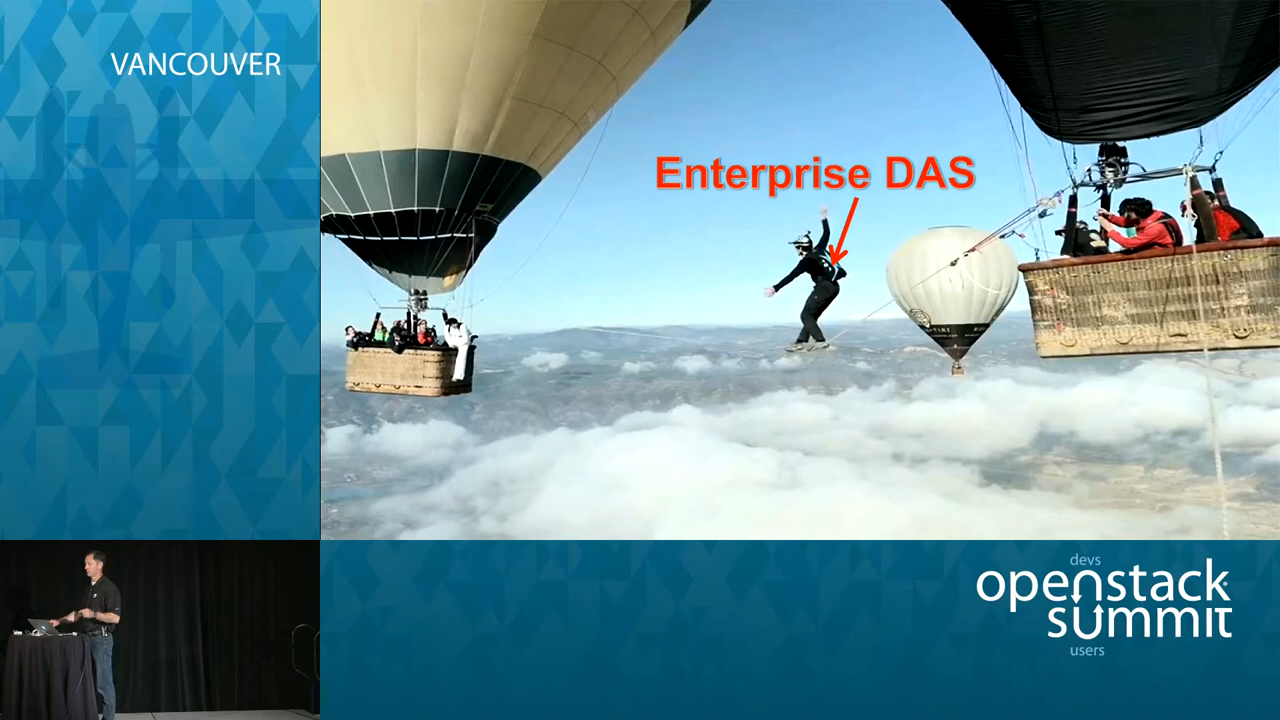 VANCOUVER
Enterprise DAS
devs
openstack
summit
users